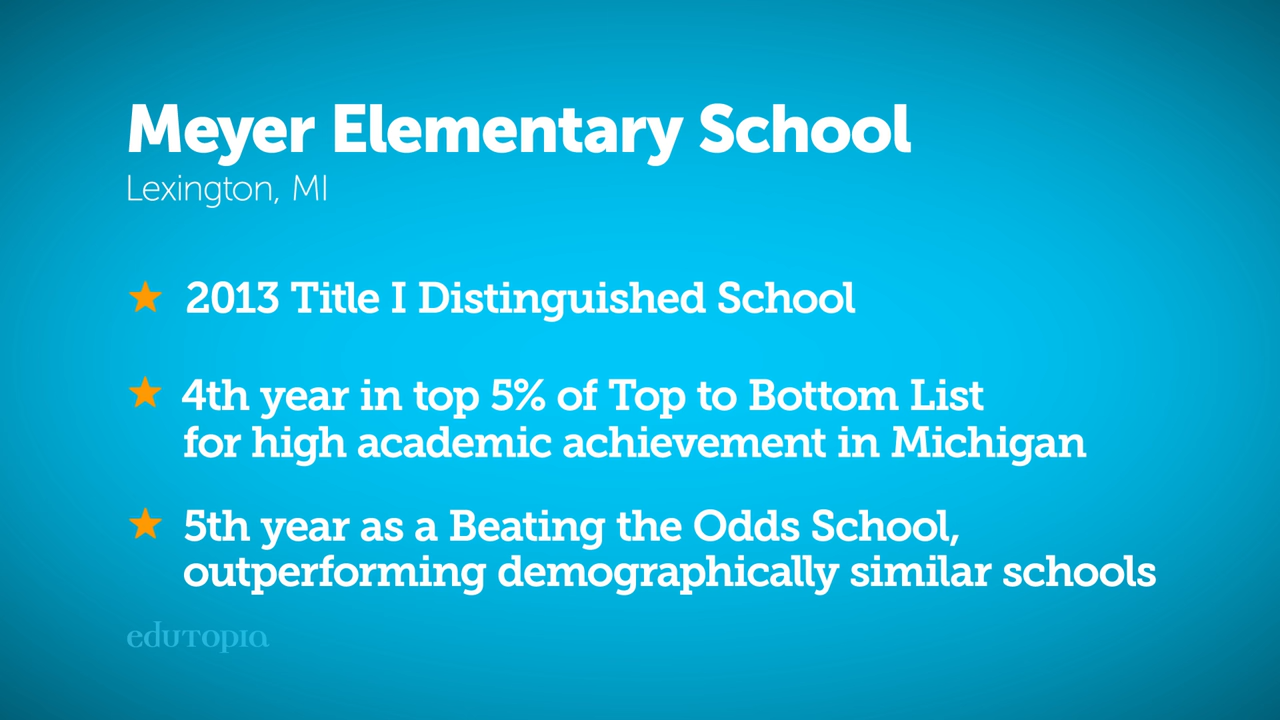 Meyer Elementary School
Lexington, MI
2013 Title I Distinguished School
4th year in top 5% of Top to Bottom List
for high academic achievement in Michigan
5th year as a Beating the Odds School,
outperforming demographically similar schools
edutopia